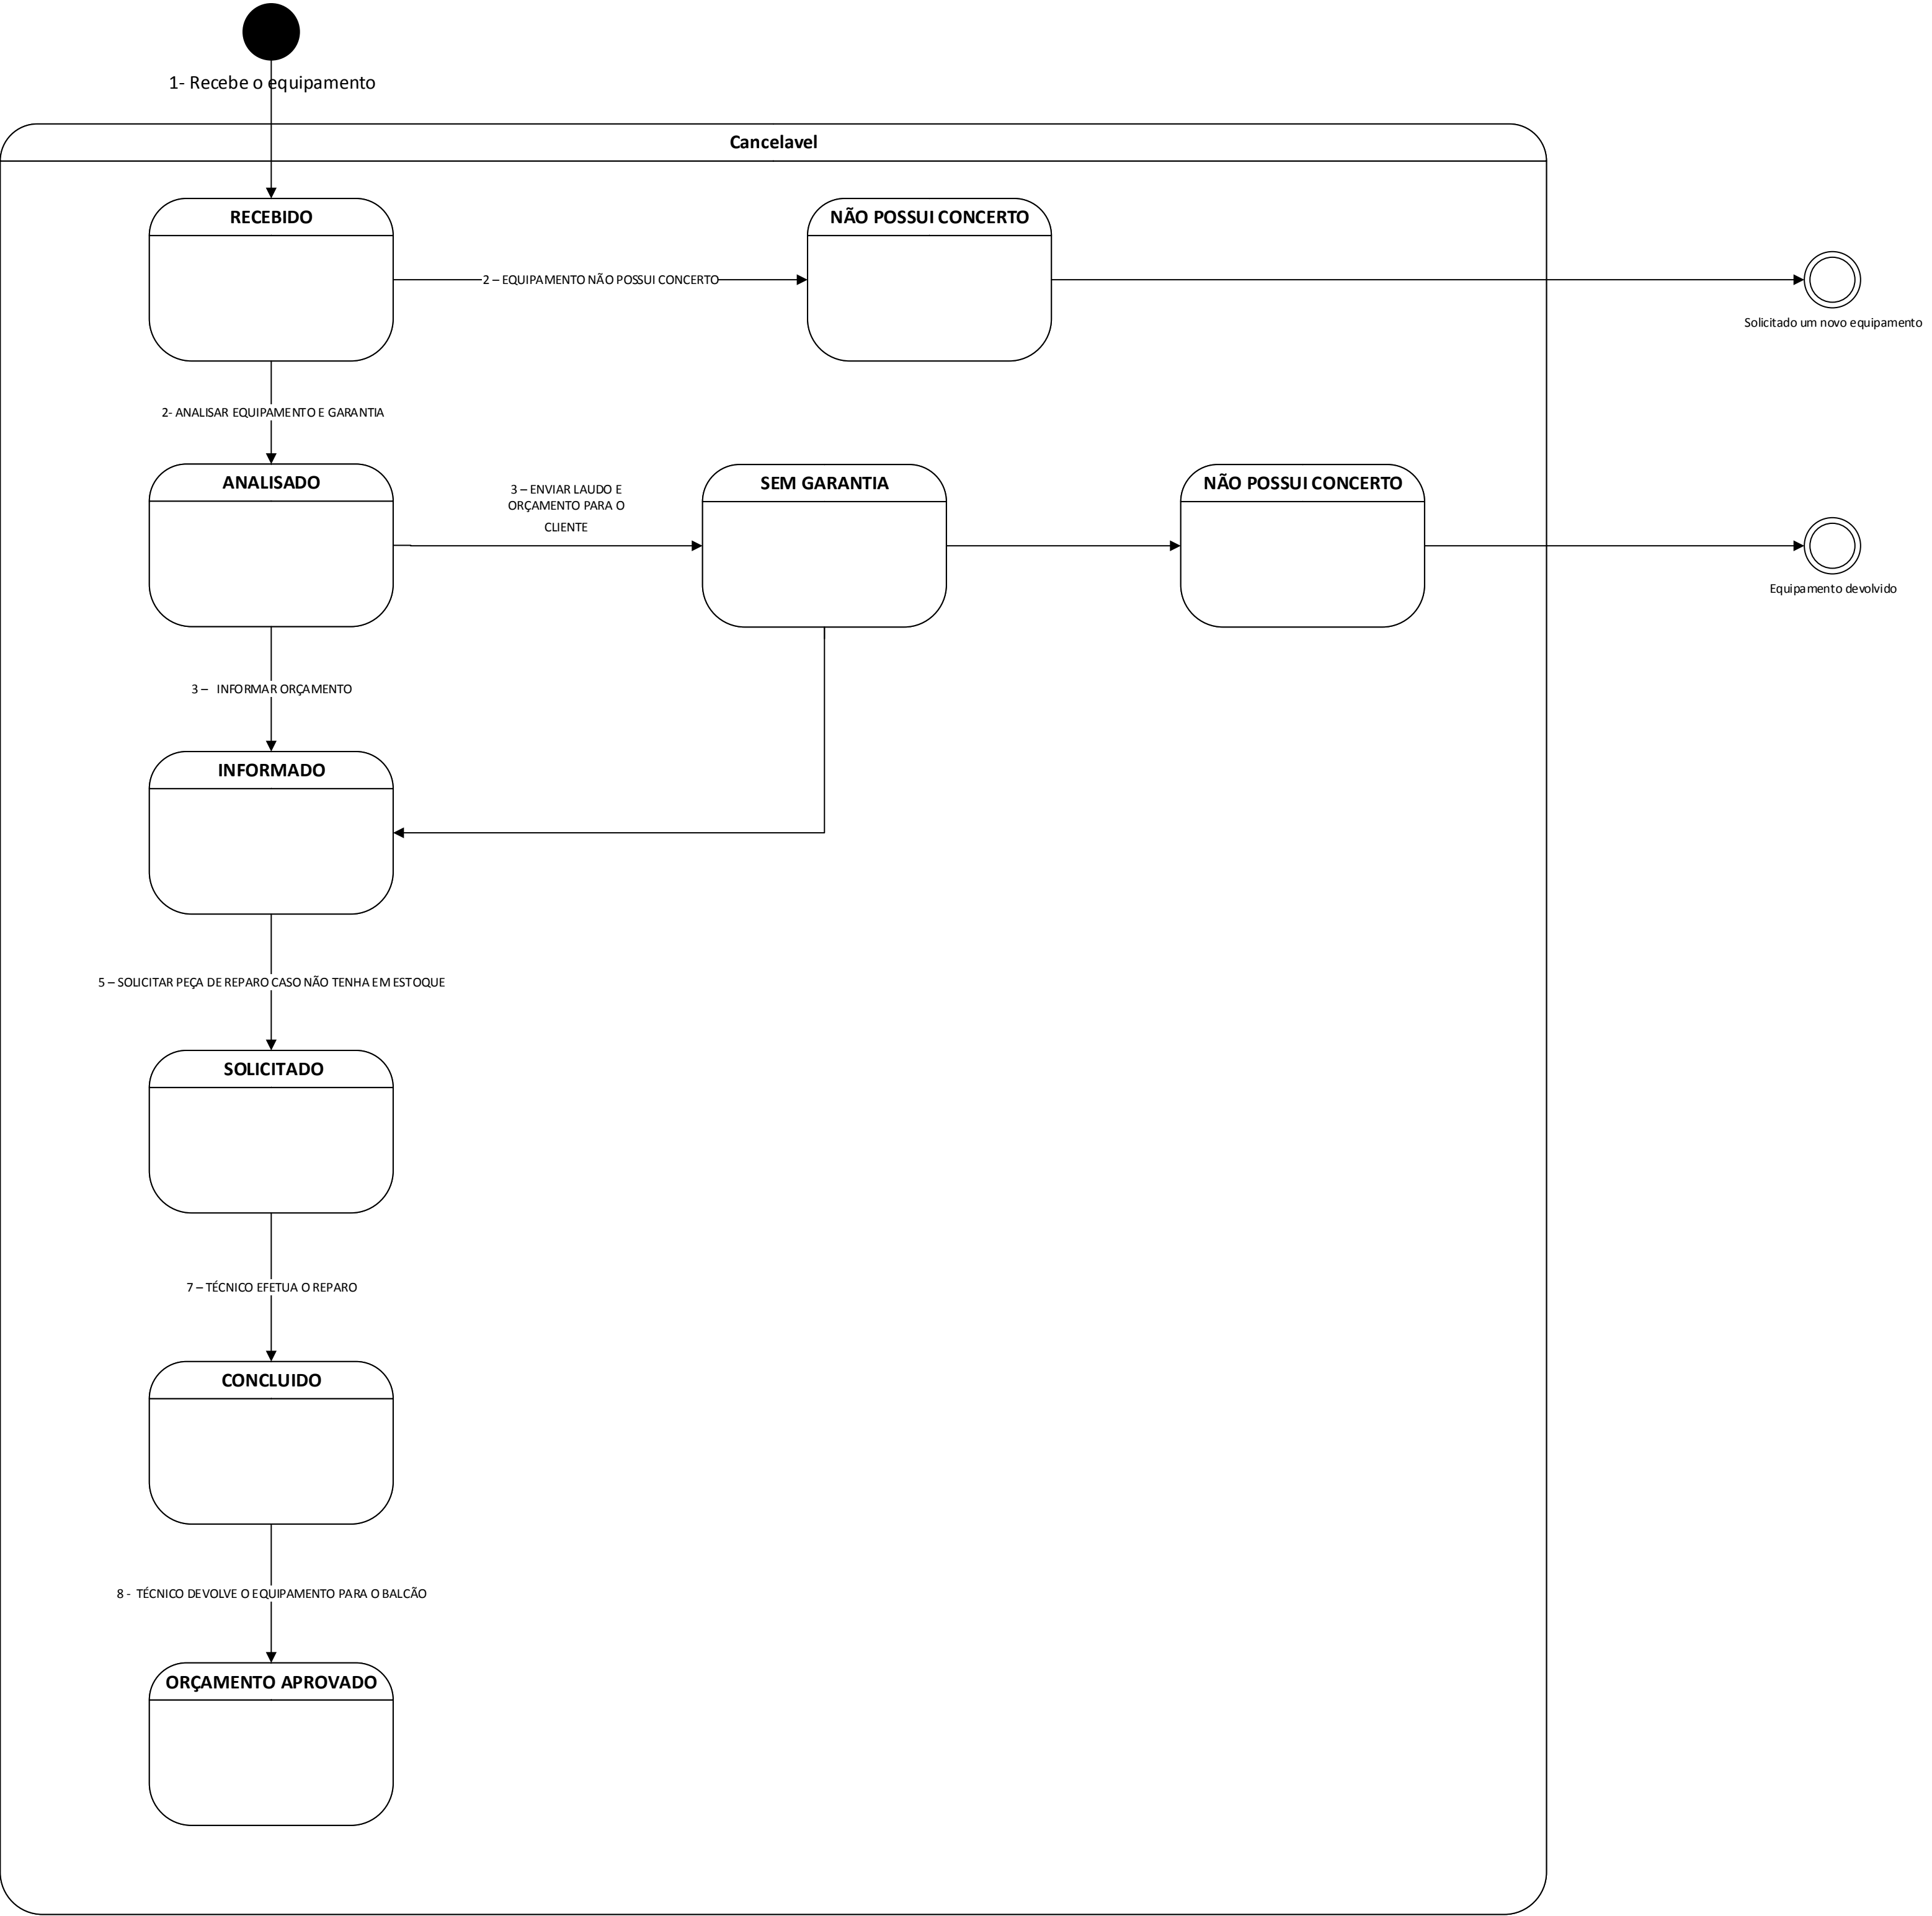 1- Recebe o equipamento
Cancelavel
RECEBIDO
NÃO POSSUI CONCERTO
2 – EQUIPAMENTO NÃO POSSUI CONCERTO
Solicitado um novo equipamento
2- ANALISAR EQUIPAMENTO E GARANTIA
ANALISADO
3 – ENVIAR LAUDO E
ORÇAMENTO PARA O
CLIENTE
SEM GARANTIA
NÃO POSSUI CONCERTO
Equipamento devolvido
3 – INFORMAR ORÇAMENTO
INFORMADO
5 – SOLICITAR PEÇA DE REPARO CASO NÃO TENHA EM ESTOQUE
SOLICITADO
7 – TÉCNICO EFETUA O REPARO
CONCLUIDO
8 - TÉCNICO DEVOLVE O EQUIPAMENTO PARA O BALCÃO
ORÇAMENTO APROVADO